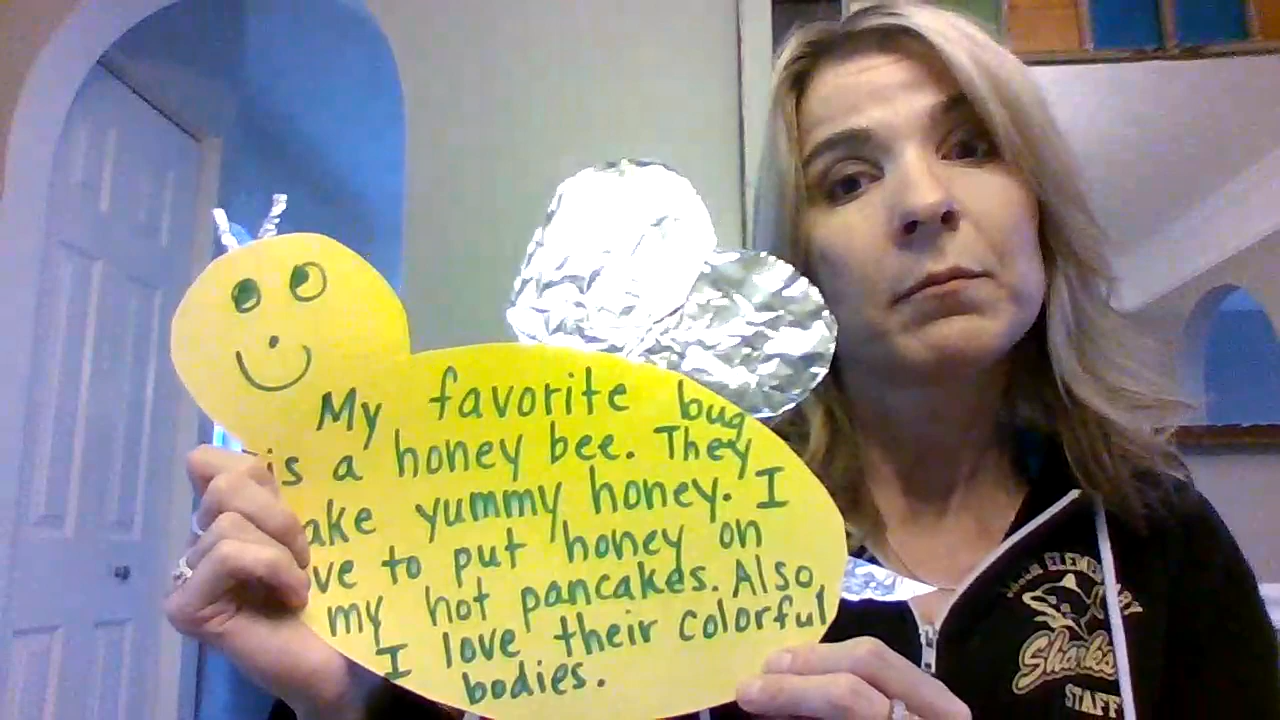 My favorite bug
is a honey bee. They
ake yummy honey. I
ve to put honey on
my hot pancakes. Also,
I love their colorful
bodies.
ELEMENTARY
Sharks
STAFF